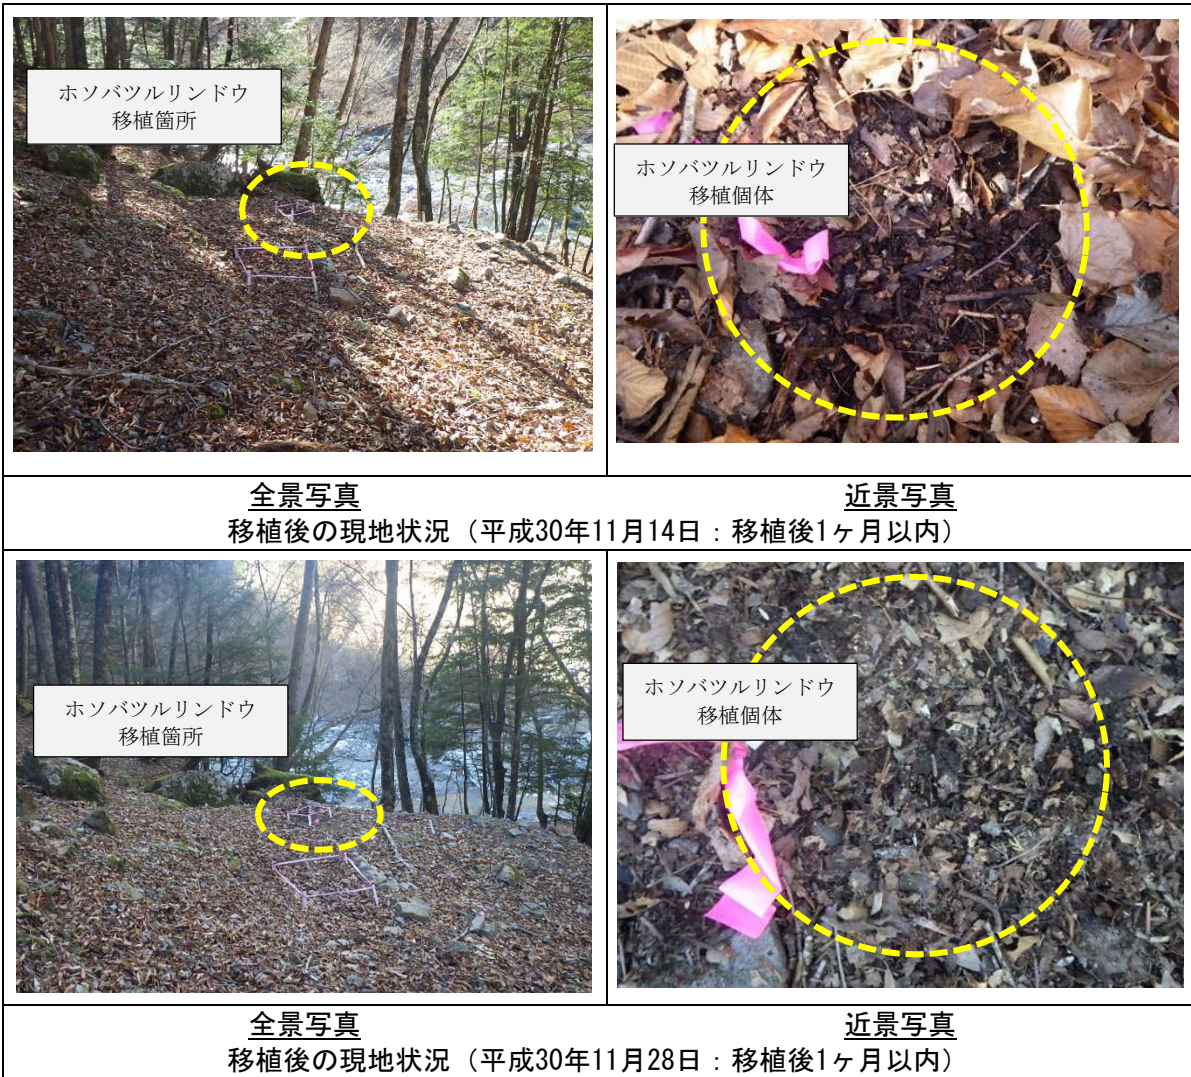 ホソバツルリンドウ
移植箇所
ホソバツルリンドウ
移植個体
全景写真
近景写真
移植後の現地状況（平成30年11月14日：移植後1ヶ月以内）
ホソバツルリンドウ
移植箇所
ホソバツルリンドウ
移植個体
全景写真
近景写真
移植後の現地状況（平成30年11月28日：移植後1ヶ月以内）